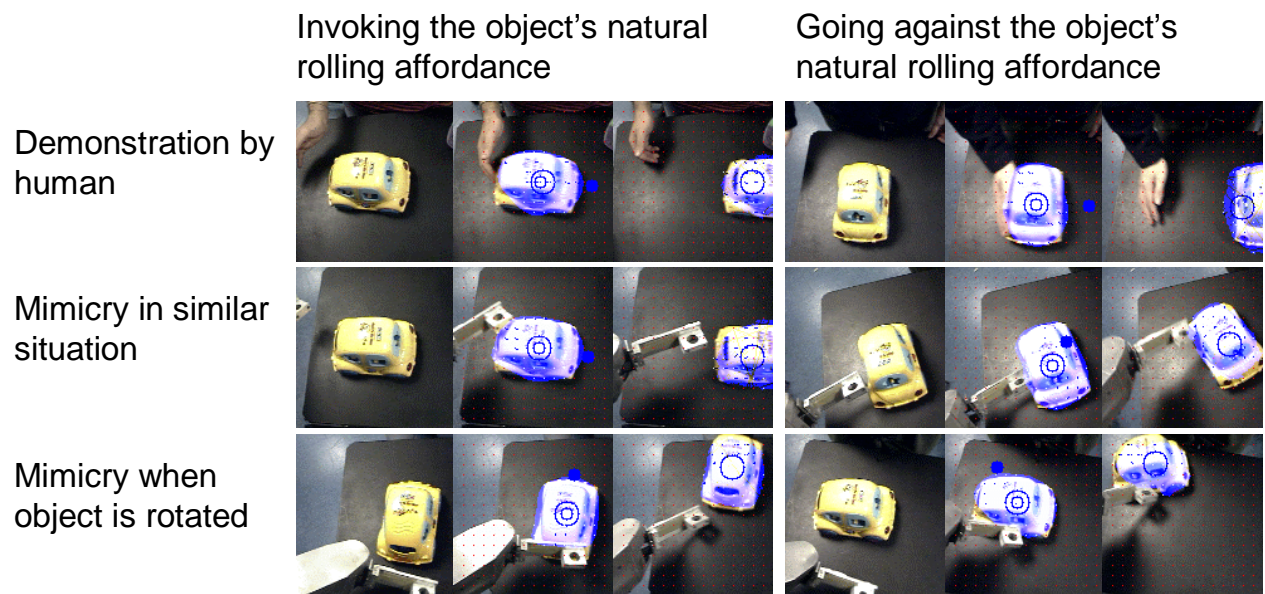 Invoking the object's natural
rolling affordance
Going against the object's
natural rolling affordance
Demonstration by
human
Mimicry in similar
situation
Mimicry when
object is rotated